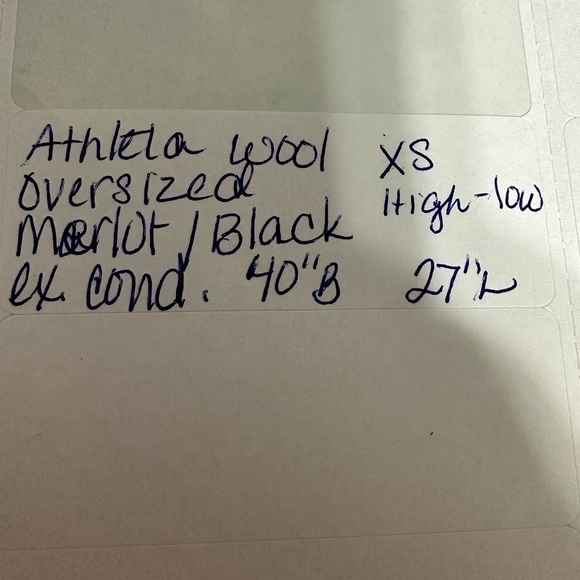 Athleta wool XS
oversized High-low
Merlot / Black
ex. cond. 40"B 27"L